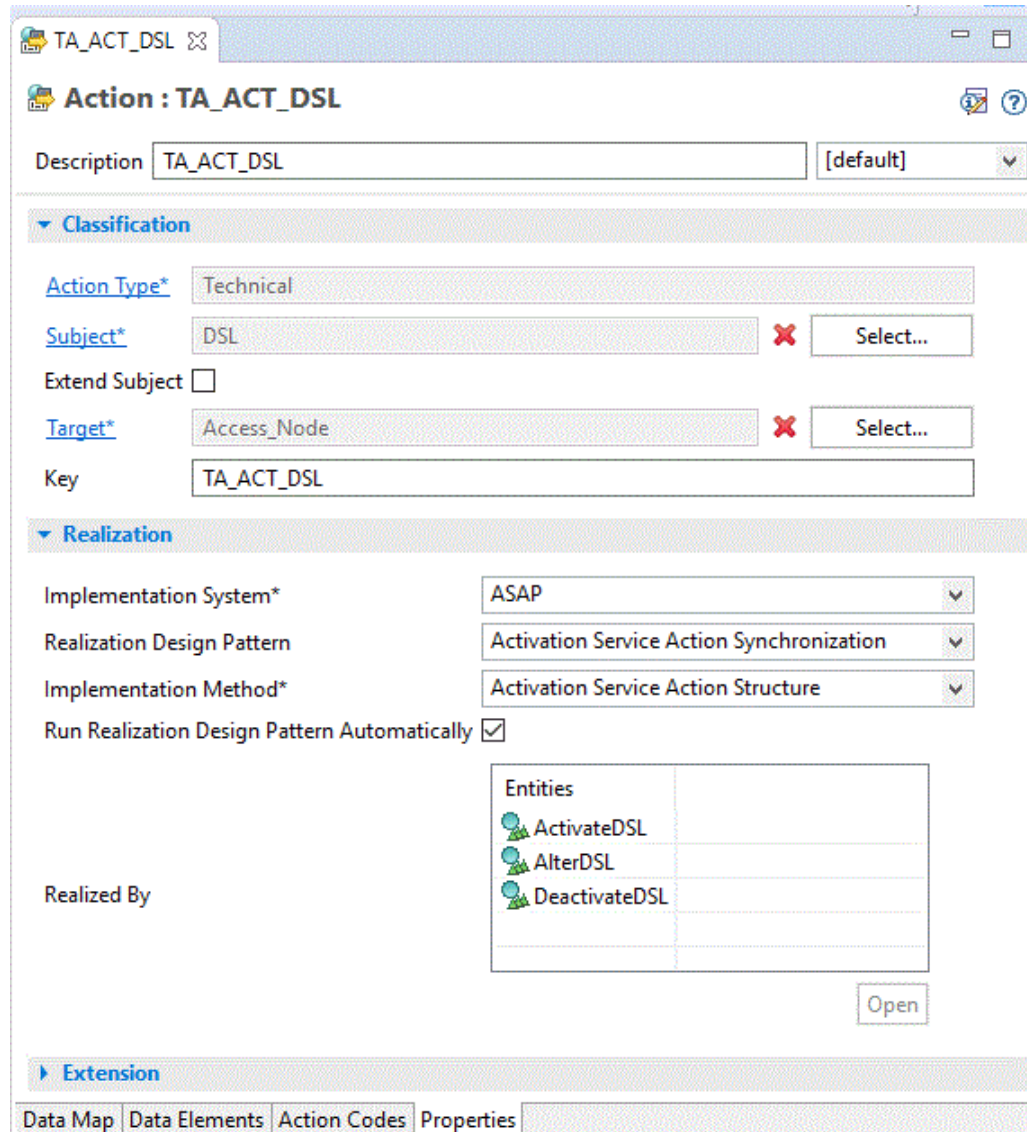 TA_ACT_DSL
Action : TA_ACT_DSL
Description TA_ACT_DSL [default]
Classification
Action Type* Technical
Subject* DSL Select...
Extend Subject
Target* Access_Node Select...
Key TA_ACT_DSL
Realization
Implementation System* ASAP
Realization Design Pattern Activation Service Action Synchronization
Implementation Method* Activation Service Action Structure
Run Realization Design Pattern Automatically
Entities
ActivateDSL
AlterDSL
Realized By DeactivateDSL
Open
Extension
Data Map Data Elements Action Codes Properties